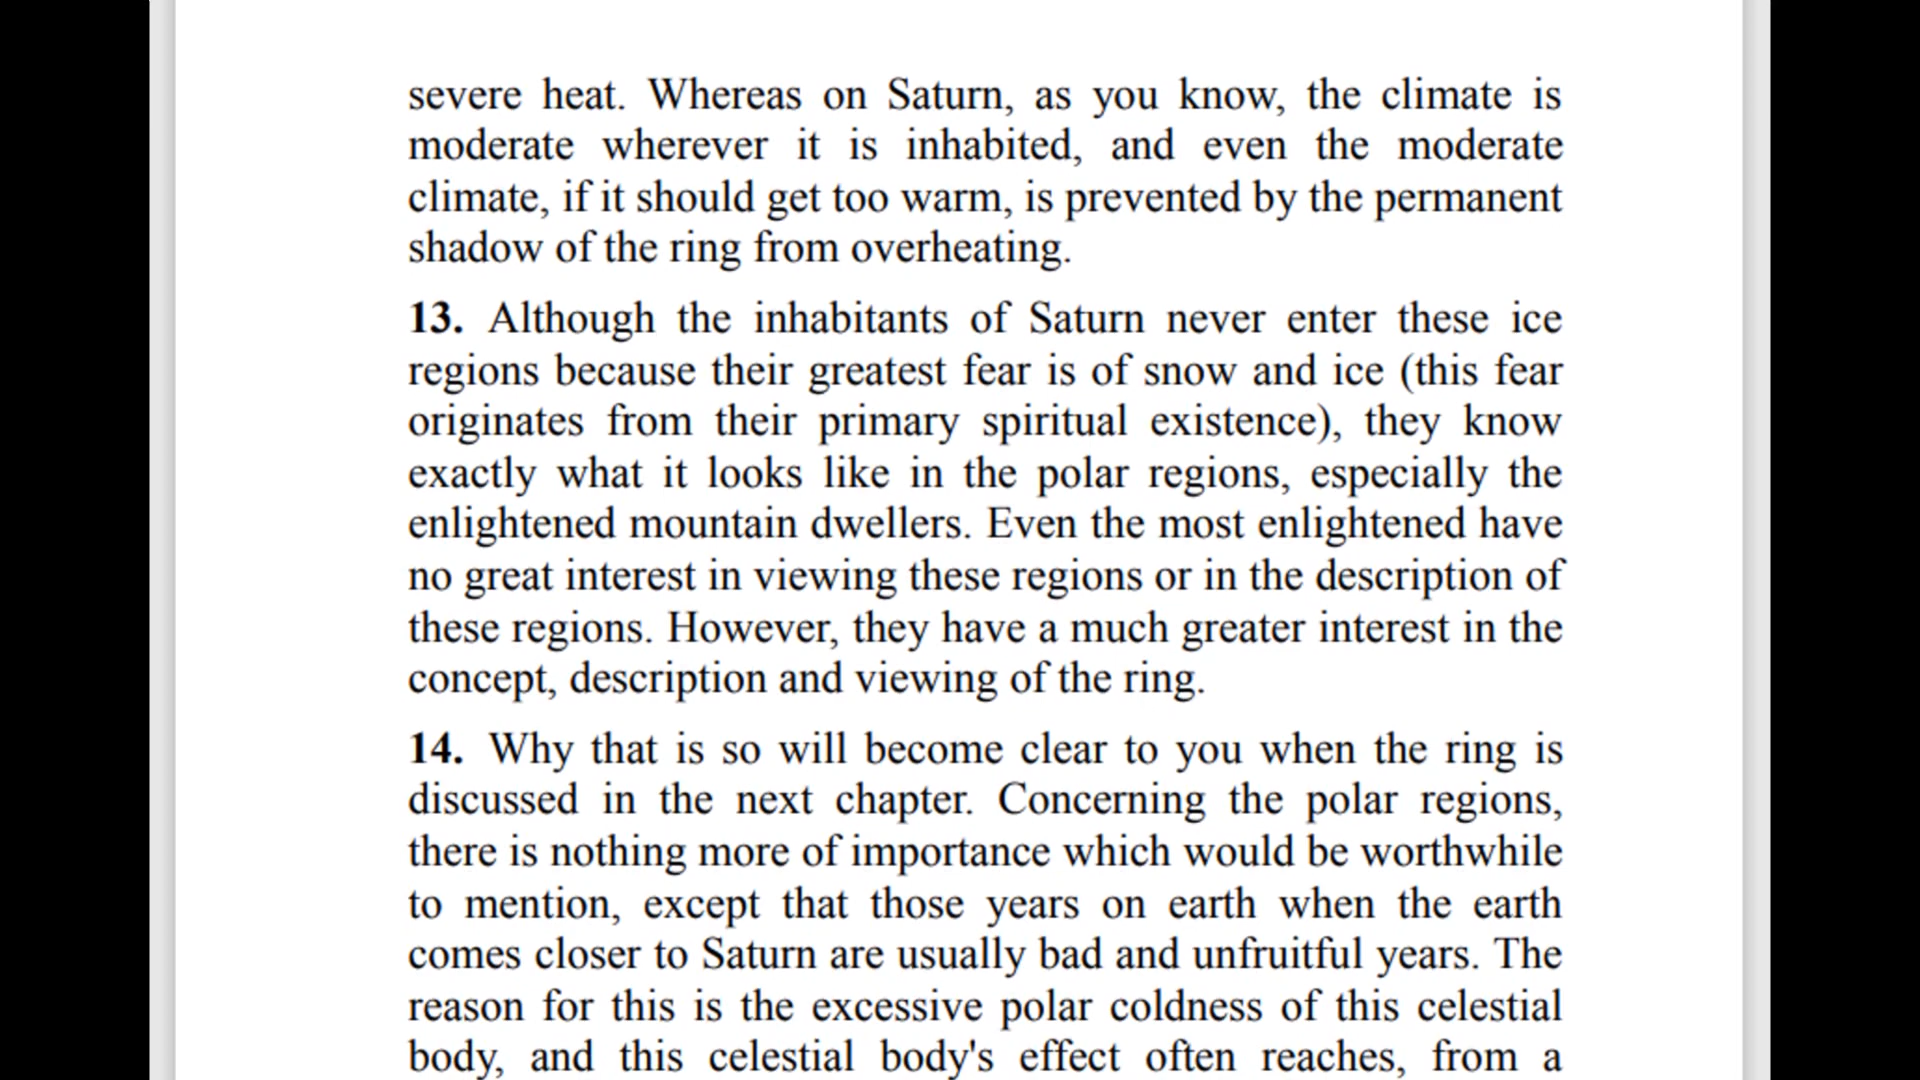 severe heat. Whereas on Saturn, as you know, the climate is
moderate wherever it is inhabited, and even the moderate
climate, if it should get too warm, is prevented by the permanent
shadow of the ring from overheating.
13. Although the inhabitants of Saturn never enter these ice
regions because their greatest fear is of snow and ice (this fear
originates from their primary spiritual existence), they know
exactly what it looks like in the polar regions, especially the
enlightened mountain dwellers. Even the most enlightened have
no great interest in viewing these regions or in the description of
these regions. However, they have a much greater interest in the
concept, description and viewing of the ring.
14. Why that is so will become clear to you when the ring is
discussed in the next chapter. Concerning the polar regions,
there is nothing more of importance which would be worthwhile
to mention, except that those years on earth when the earth
comes closer to Saturn are usually bad and unfruitful years. The
reason for this is the excessive polar coldness of this celestial
body, and this celestial body's effect often reaches, from a